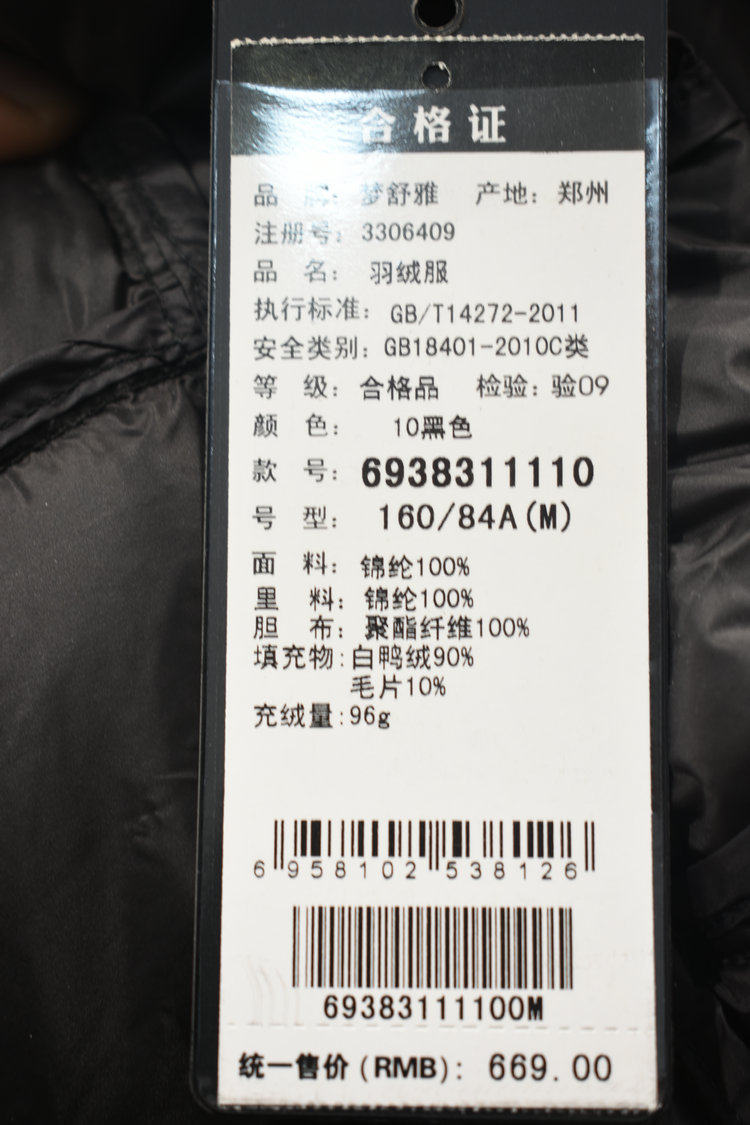 合格证
品 牌: 梦舒雅 产地: 郑州
注册号: 3306409
品 名: 羽绒服
执行标准: GB/T14272-2011
安全类别: GB18401-2010C类
等 级: 合格品 检验: 验09
颜 色: 10黑色
款 号: 6938311110
号 型: 160/84A(M)
面 料: 锦纶100%
里 料: 锦纶100%
胆 布: 聚酯纤维100%
填充物:白鸭绒90%
毛片10%
充绒量:96g
6 958102 538126
69383111100M
统一售价(RMB): 669.00